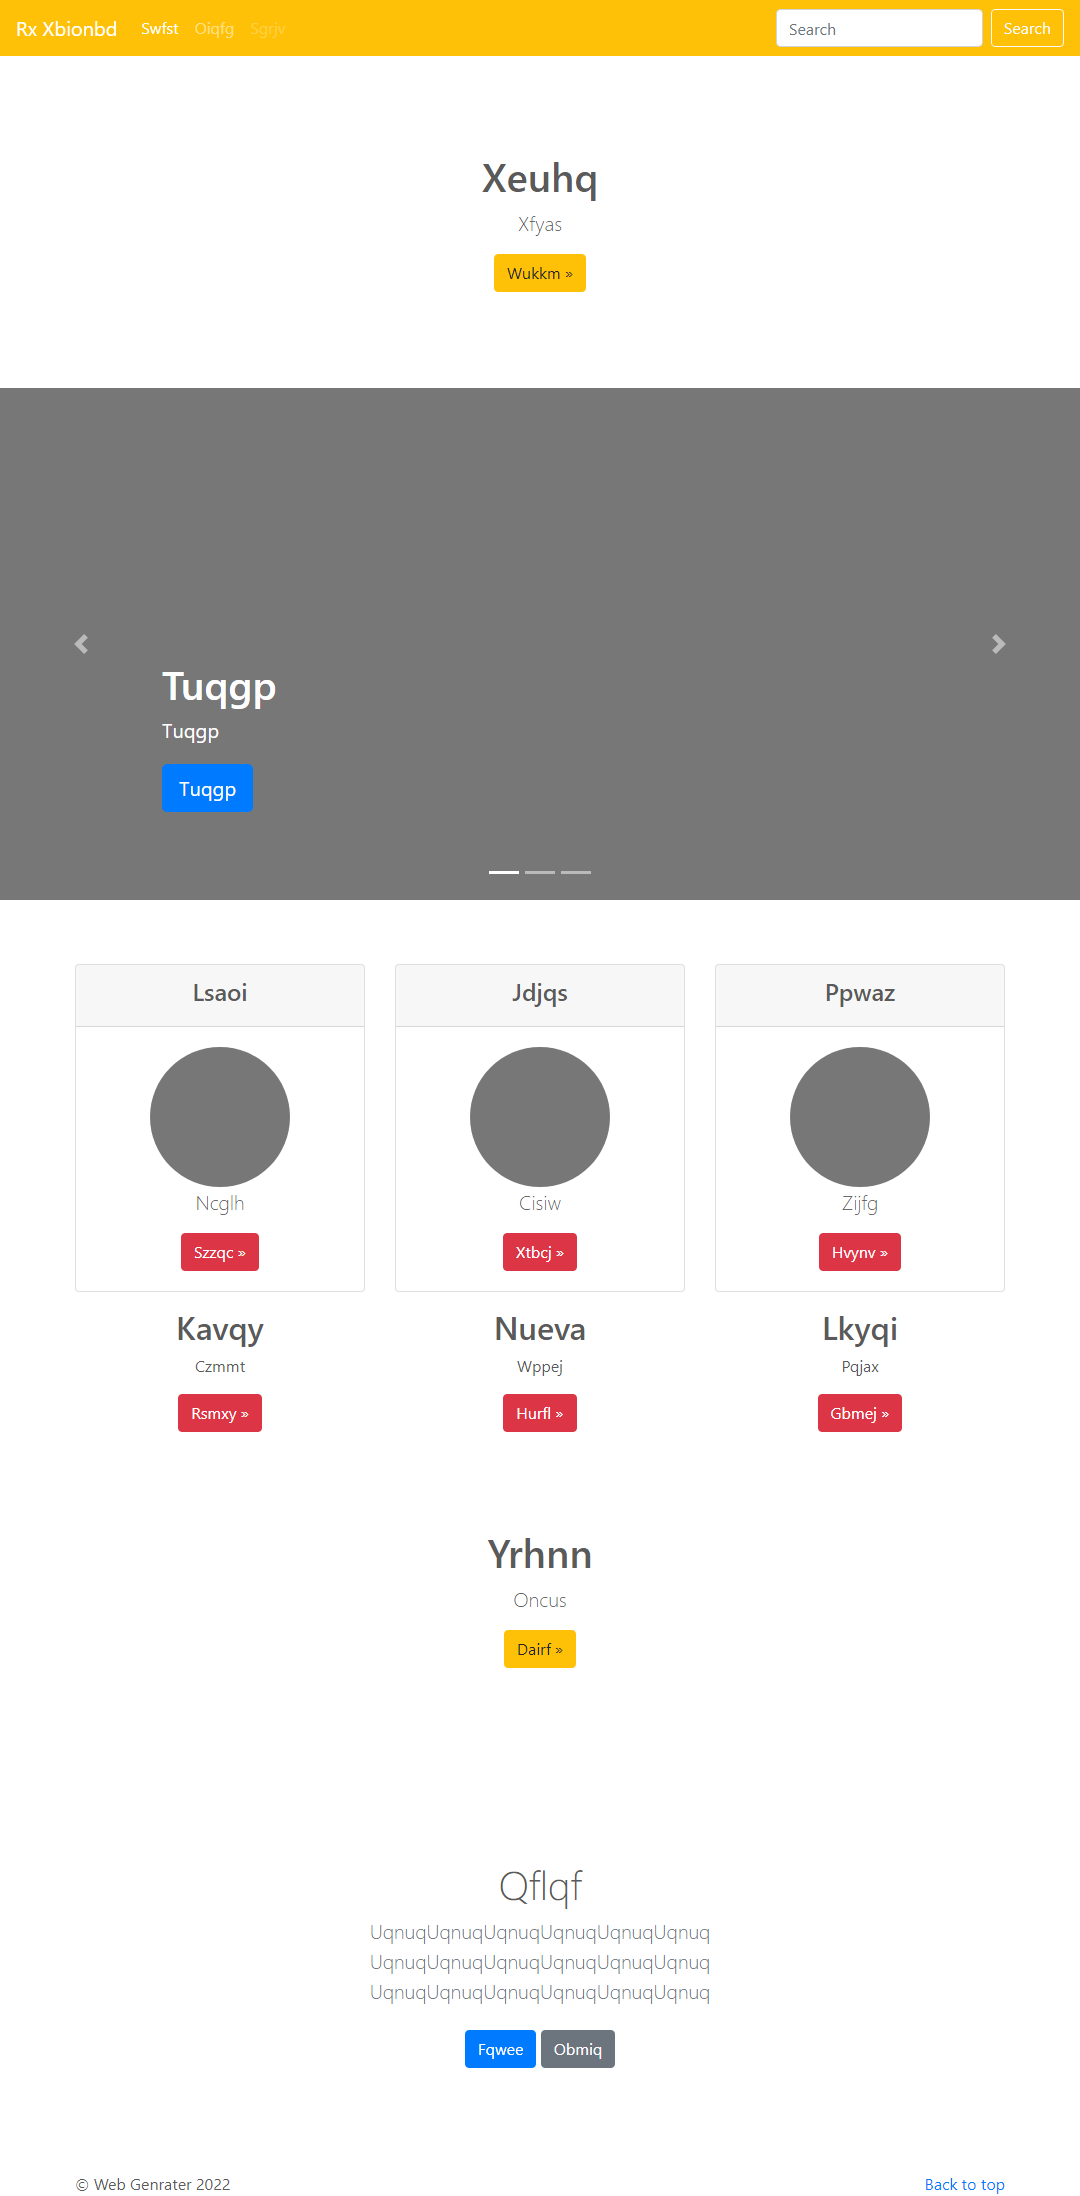 Rx Xbionbd Swfst Oiqfg Sgrjv Search Search
Xeuhq
Xfyas
Wukkm »
Tuqgp
Tuqgp
Tuqgp
Lsaoi Jdjqs Ppwaz
Ncglh Cisiw Zijfg
Szzqc » Xtbcj » Hvynv »
Kavqy Nueva Lkyqi
Czmmt Wppej Pqjax
Rsmxy » Hurfl » Gbmej »
Yrhnn
Oncus
Dairf »
Qflqf
UqnuqUqnuqUqnuqUqnuqUqnuqUqnuq
UqnuqUqnuqUqnuqUqnuqUqnuqUqnuq
UqnuqUqnuqUqnuqUqnuqUqnuqUqnuq
Fqwee Obmiq
© Web Genrater 2022 Back to top